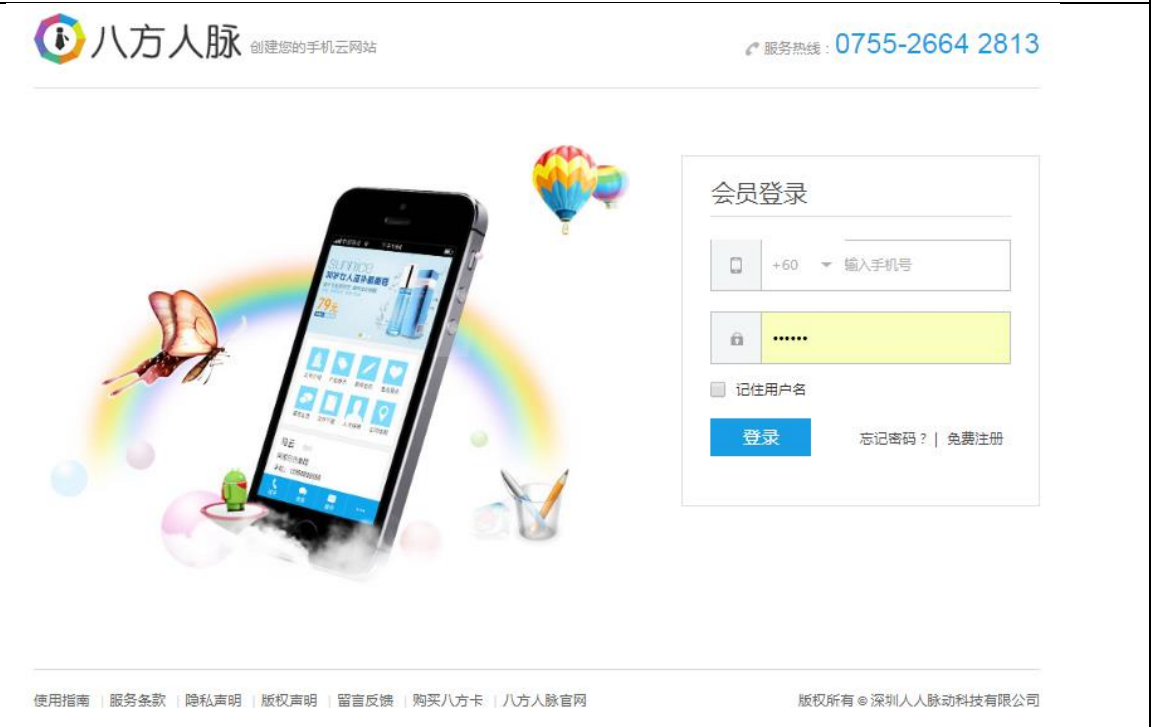 八方人脉 创建您的手机云网站
服务热线：0755-2664 2813
会员登录
+60 输入手机号
••••••
记住用户名
登录 忘记密码？| 免费注册
79元
使用指南 | 服务条款 | 隐私声明 | 版权声明 | 留言反馈 | 购买八方卡 | 八方人脉官网
版权所有 © 深圳人人脉动科技有限公司